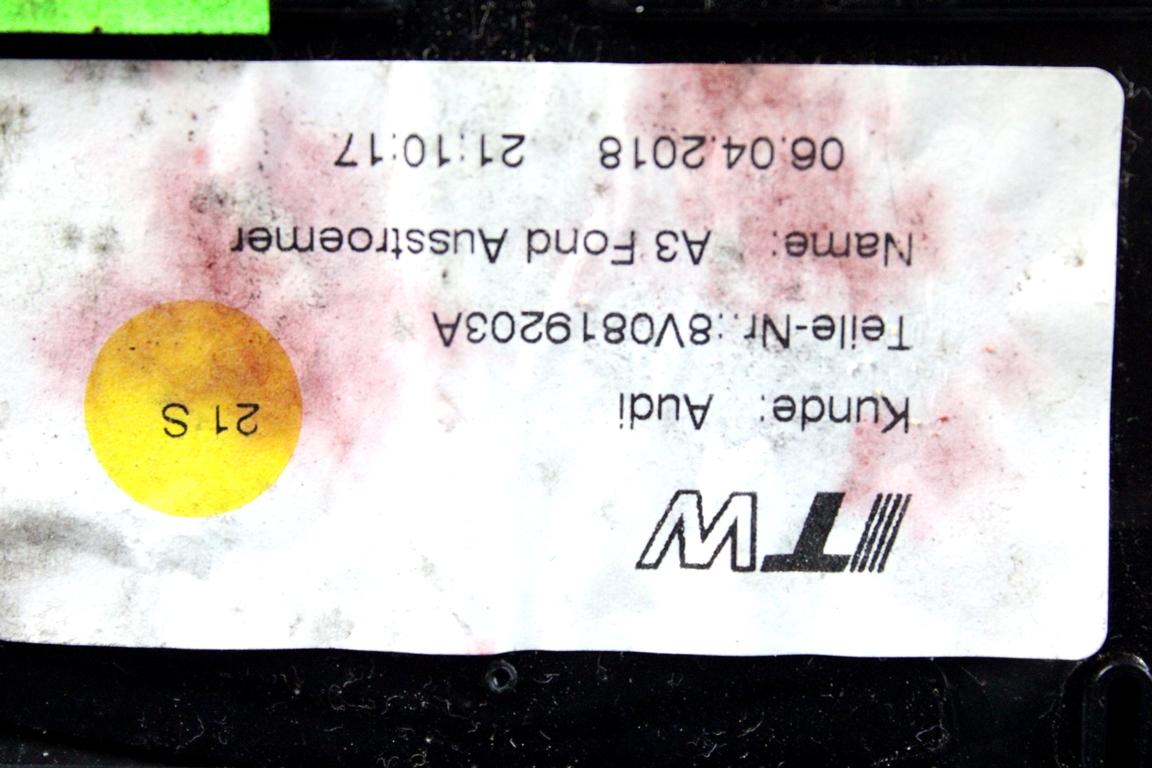 ITW
Kunde: Audi
Teile-Nr.:8V0819203A
Name: A3 Fond Ausstroemer
06.04.2018 21:10:17
21 S